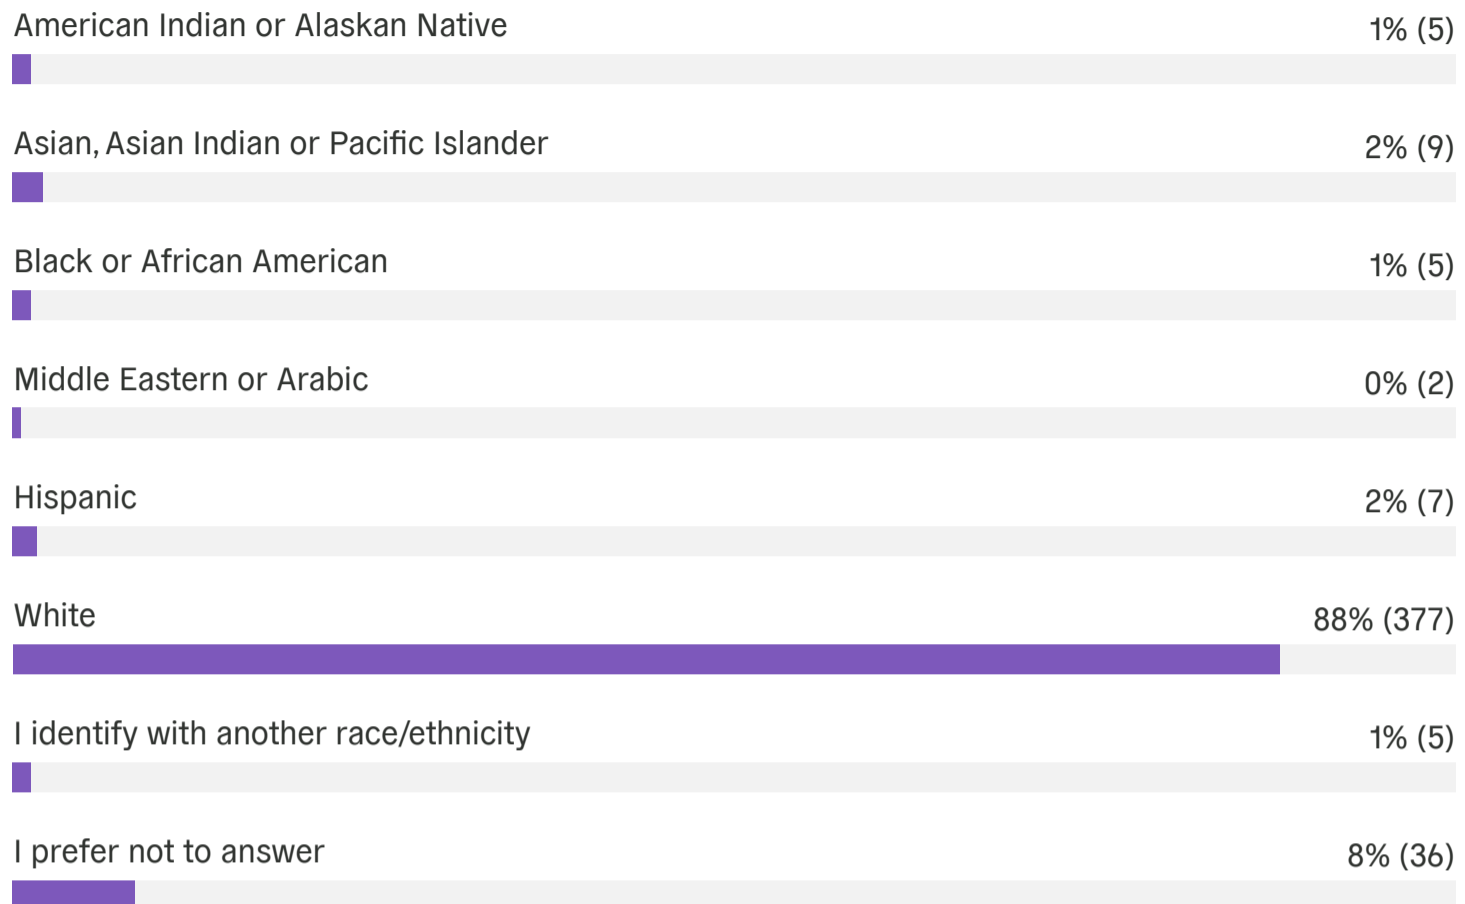 American Indian or Alaskan Native 1% (5)
Asian, Asian Indian or Pacific Islander 2% (9)
Black or African American 1% (5)
Middle Eastern or Arabic 0% (2)
Hispanic 2% (7)
White 88% (377)
I identify with another race/ethnicity 1% (5)
I prefer not to answer 8% (36)